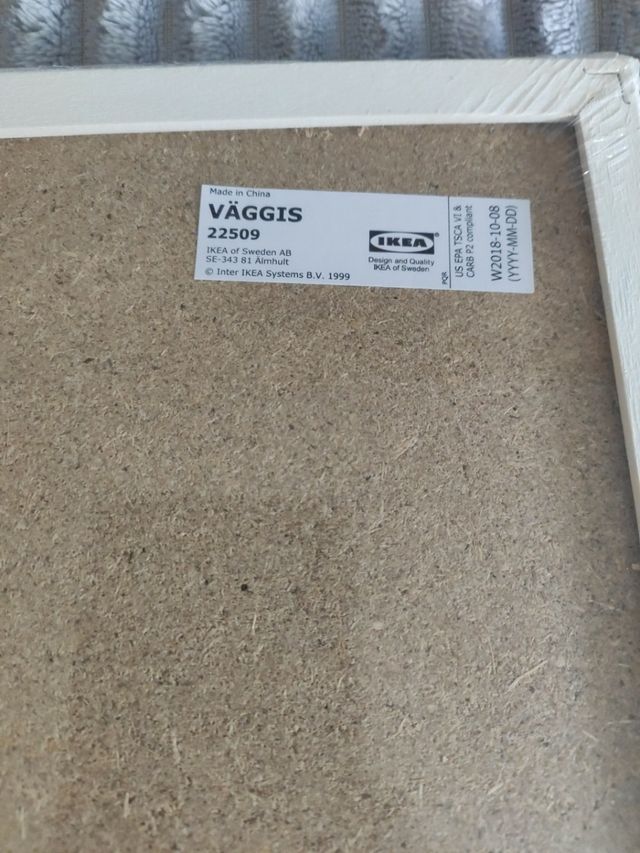 Made in China
VÄGGIS
22509
IKEA of Sweden AB
SE-343 81 Älmhult
© Inter IKEA Systems B.V. 1999
IKEA
Design and Quality
IKEA of Sweden
PQR
US EPA TSCA VI &
CARB P2 compliant
W2018-10-08
(YYYY-MM-DD)